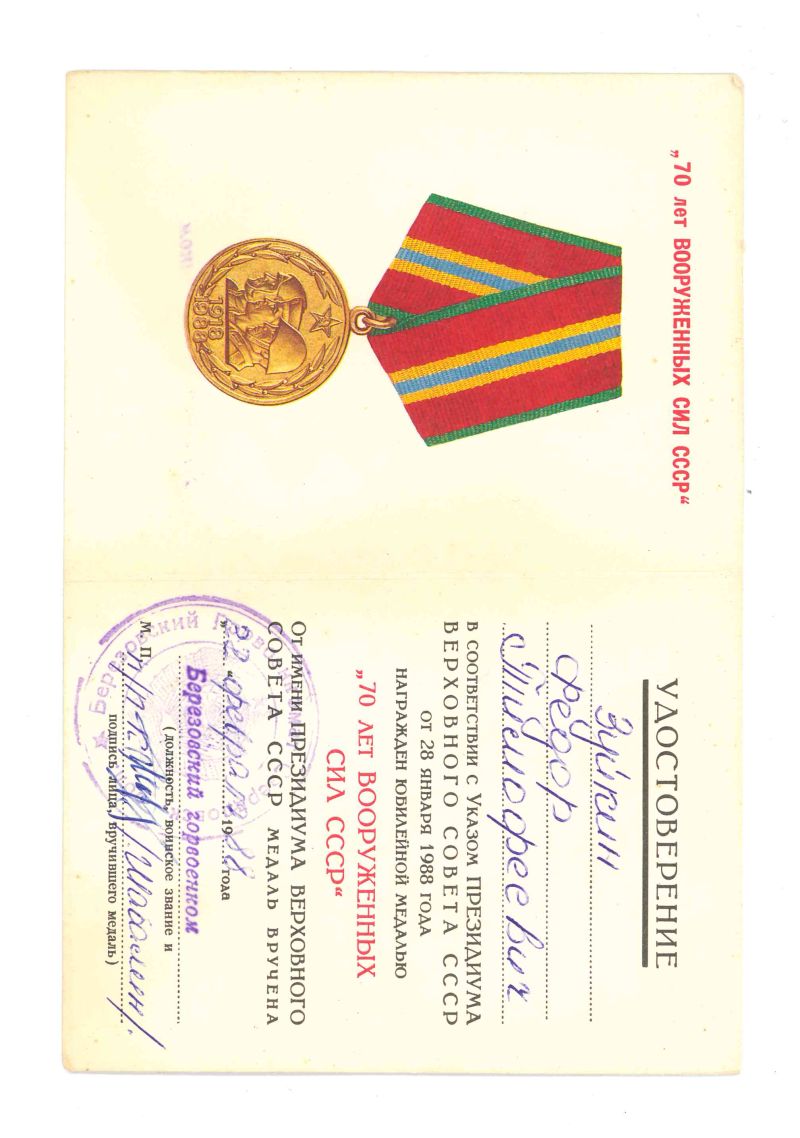 „70 лет ВООРУЖЕННЫХ СИЛ СССР“
1918
1988
УДОСТОВЕРЕНИЕ
Зуйкин
Федор
Тимофеевич
В СООТВЕТСТВИИ С УКАЗОМ ПРЕЗИДИУМА
ВЕРХОВНОГО СОВЕТА СССР
ОТ 28 ЯНВАРЯ 1988 ГОДА
НАГРАЖДЕН ЮБИЛЕЙНОЙ МЕДАЛЬЮ
„70 ЛЕТ ВООРУЖЕННЫХ
СИЛ СССР“
ОТ ИМЕНИ ПРЕЗИДИУМА ВЕРХОВНОГО
СОВЕТА СССР МЕДАЛЬ ВРУЧЕНА
„22“ февраля 1988 года
Березовский горвоенком
(должность, воинское звание и
М. П. п/п-к
подпись лица, вручившего медаль)
Березовский